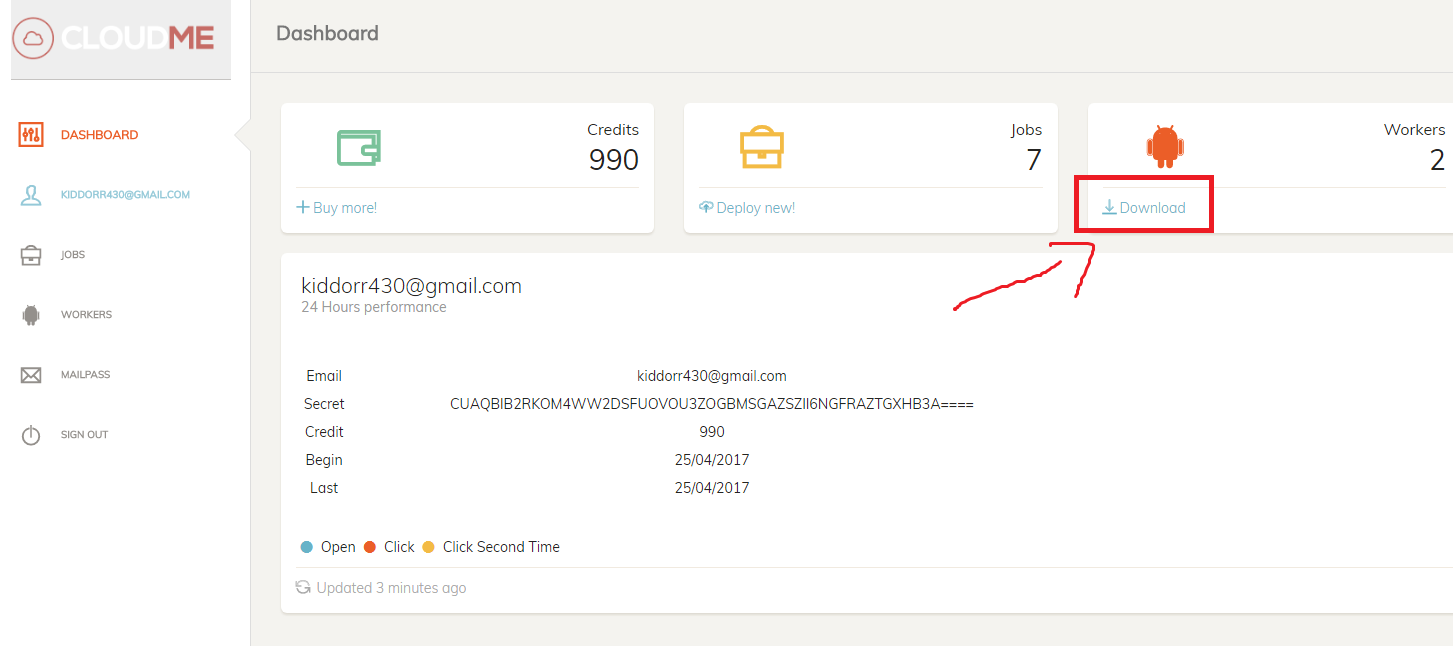 CLOUDME
Dashboard
DASHBOARD
KIDDORR430@GMAIL.COM
JOBS
WORKERS
MAILPASS
SIGN OUT
Credits
990
Buy more!
Jobs
7
Deploy new!
Workers
2
Download
kiddorr430@gmail.com
24 Hours performance
Email kiddorr430@gmail.com
Secret CUAQBIB2RKOM4WW2DSFUOVOU3ZOGBMSGAZSZII6NGFRAZTGXHB3A====
Credit 990
Begin 25/04/2017
Last 25/04/2017
Open Click Click Second Time
Updated 3 minutes ago